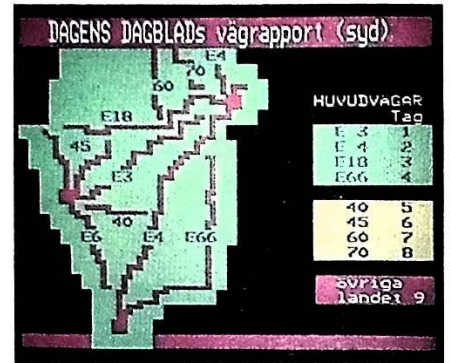 DAGENS DAGBLADs vägrapport (syd)
E4
70
60
E18
45
E3
40
E6
E4
E66
HUVUDVÄGAR
Tag
E 3 1
E 4 2
E18 3
E66 4
40 5
45 6
60 7
70 8
övriga
landet 9